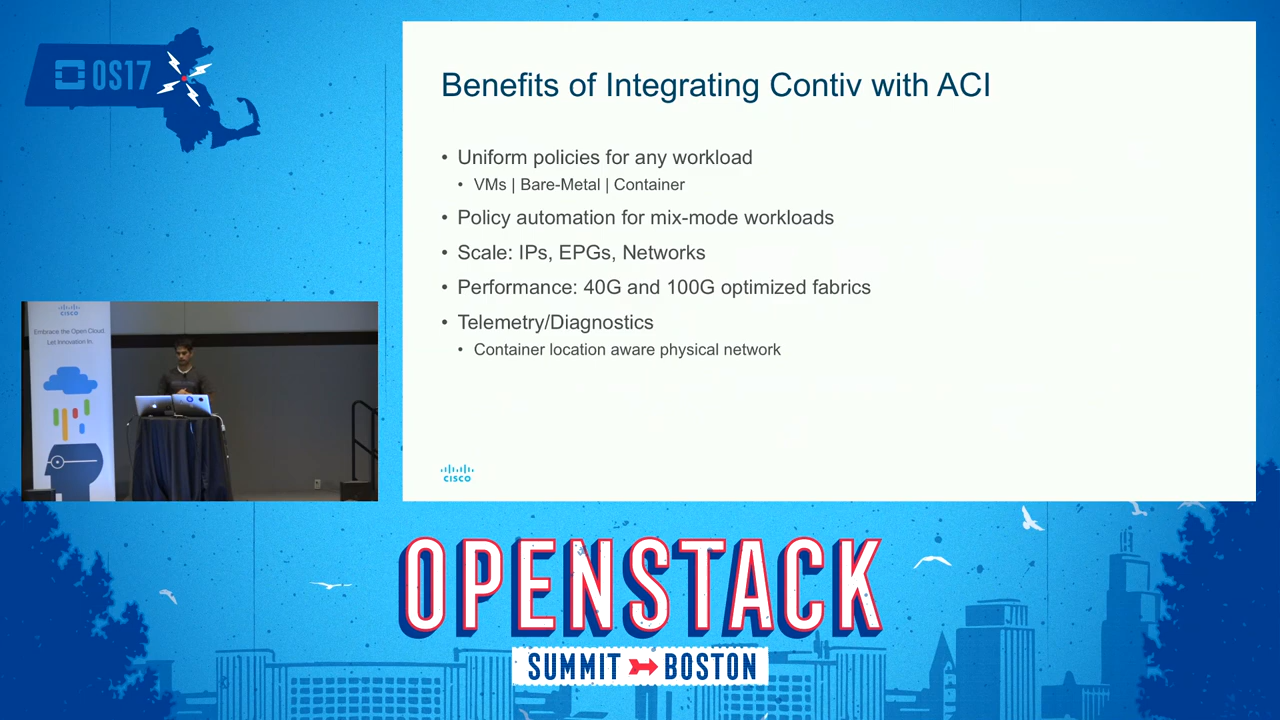 OS17
Benefits of Integrating Contiv with ACI
• Uniform policies for any workload
• VMs | Bare-Metal | Container
• Policy automation for mix-mode workloads
• Scale: IPs, EPGs, Networks
• Performance: 40G and 100G optimized fabrics
• Telemetry/Diagnostics
• Container location aware physical network
CISCO
CISCO
Embrace the Open Cloud.
Let Innovation In.
OPENSTACK
SUMMIT BOSTON